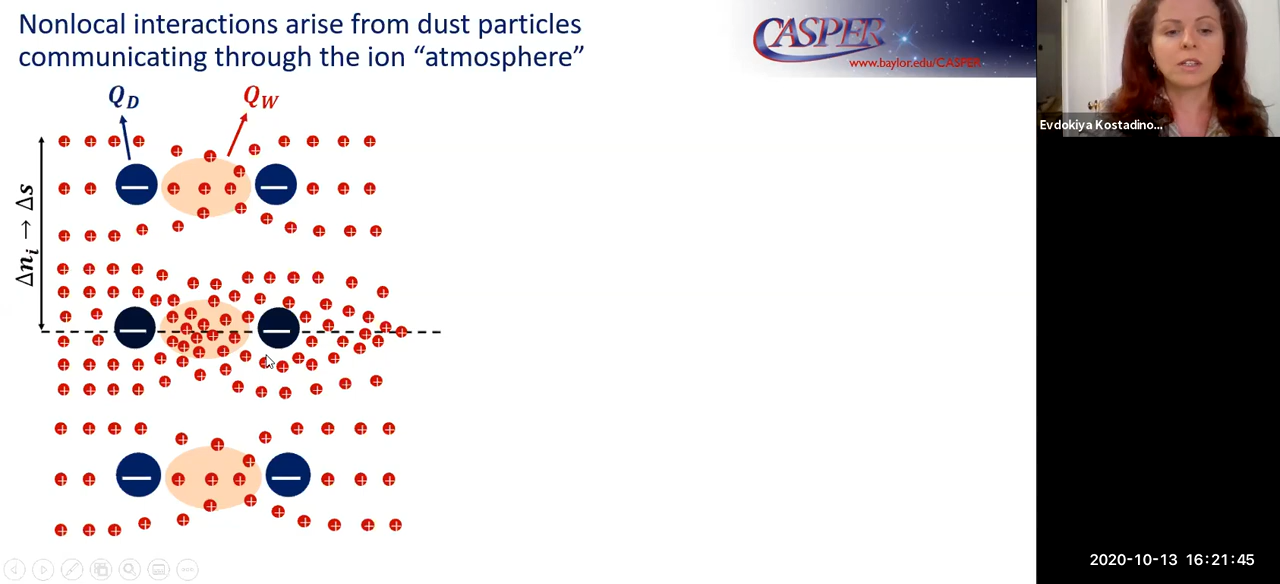 Nonlocal interactions arise from dust particles
communicating through the ion “atmosphere”
CASPER
www.baylor.edu/CASPER
Evdokiya Kostadino...
Q_D
Q_W
Δn_i → Δs
2020-10-13 16:21:45